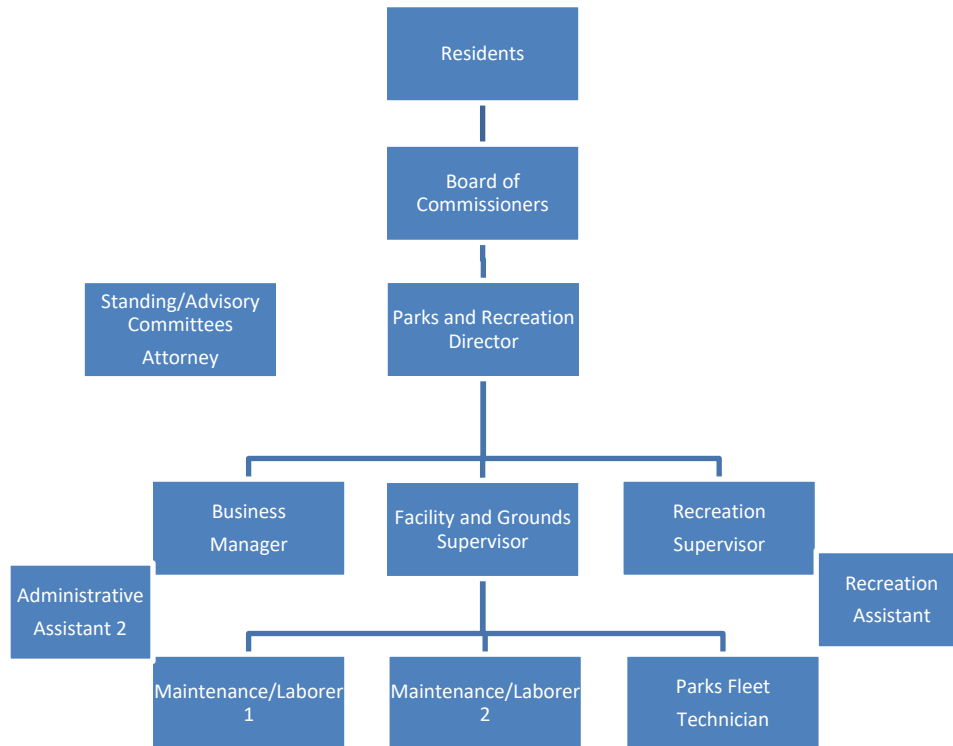 Residents
Board of
Commissioners
Standing/Advisory
Committees
Attorney
Parks and Recreation
Director
Business
Manager
Facility and Grounds
Supervisor
Recreation
Supervisor
Administrative
Assistant 2
Recreation
Assistant
Maintenance/Laborer
1
Maintenance/Laborer
2
Parks Fleet
Technician